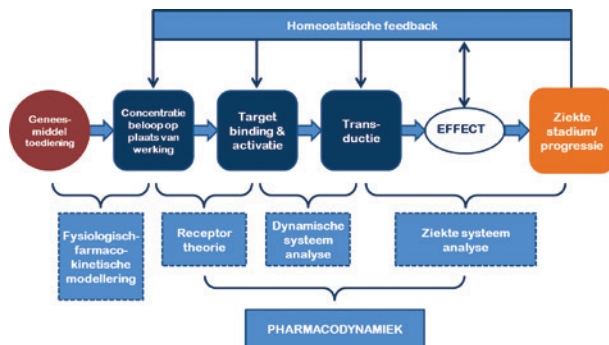 Homeostatische feedback
Genees-
middel
toediening
Concentratie
beloop op
plaats van
werking
Target
binding &
activatie
Trans-
ductie
EFFECT
Ziekte
stadium/
progressie
Fysiologisch-
farmaco-
kinetische
modellering
Receptor
theorie
Dynamische
systeem
analyse
Ziekte systeem
analyse
PHARMACODYNAMIEK